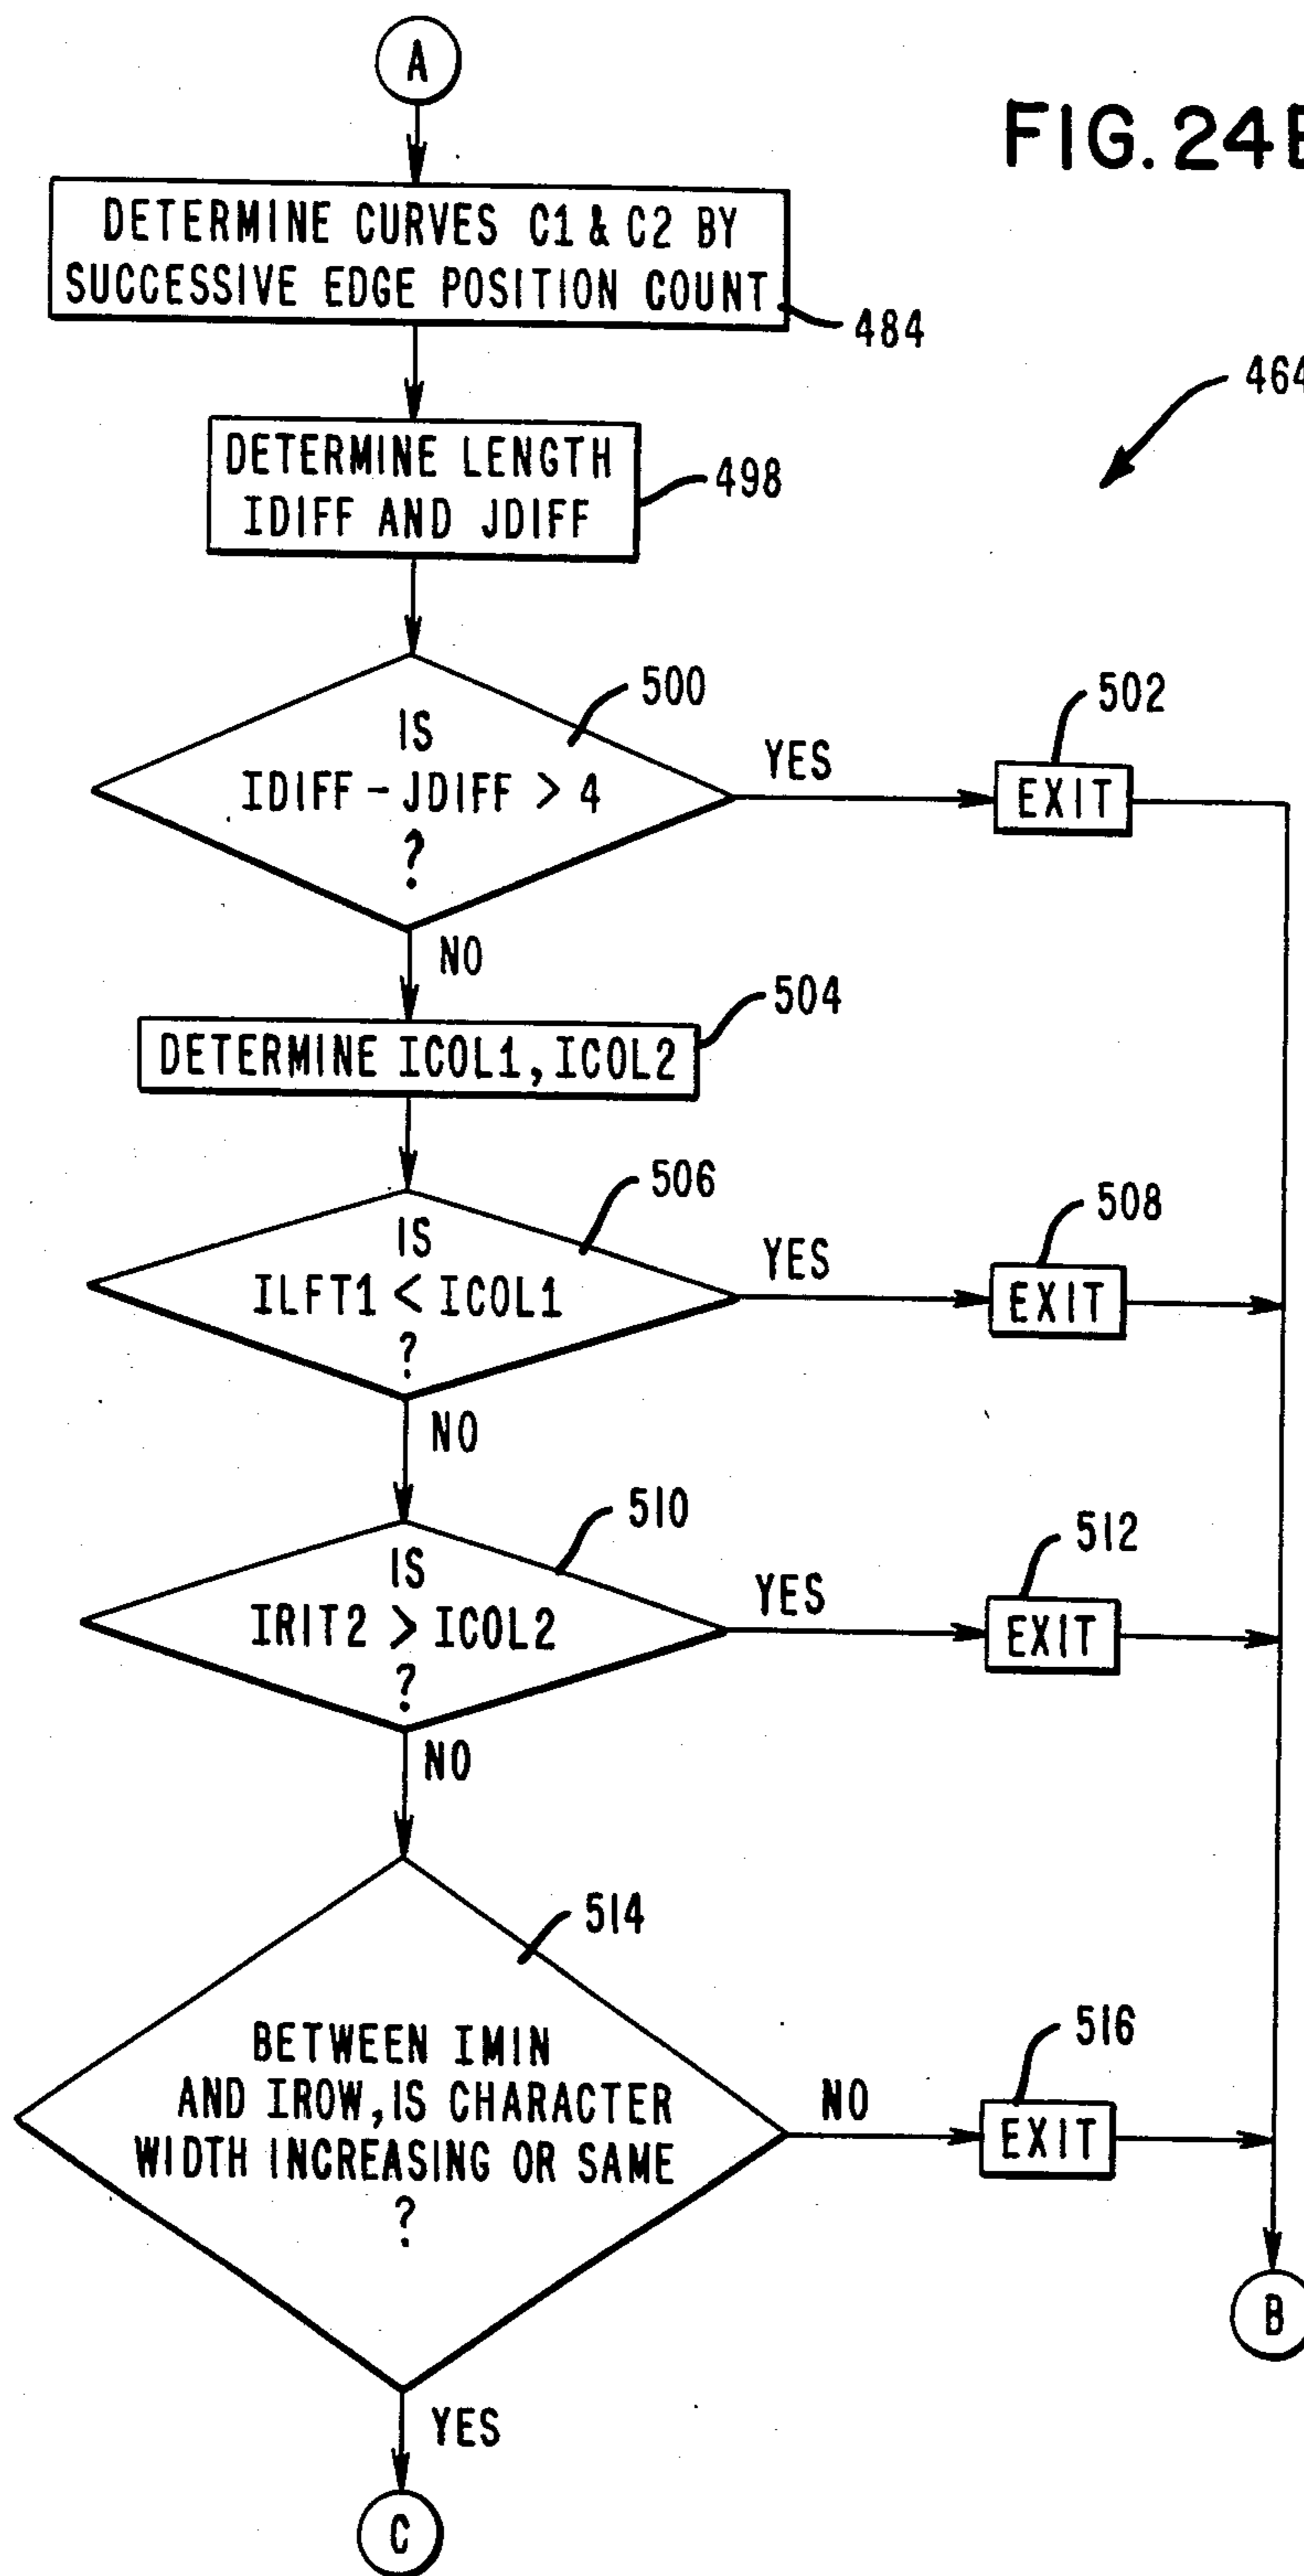 A
FIG. 24B
DETERMINE CURVES C1 & C2 BY
SUCCESSIVE EDGE POSITION COUNT
484
464
DETERMINE LENGTH
IDIFF AND JDIFF
498
500
IS
IDIFF - JDIFF > 4
?
YES
502
EXIT
NO
504
DETERMINE ICOL1, ICOL2
506
IS
ILFT1 < ICOL1
?
YES
508
EXIT
NO
510
IS
IRIT2 > ICOL2
?
YES
512
EXIT
NO
514
BETWEEN IMIN
AND IROW, IS CHARACTER
WIDTH INCREASING OR SAME
?
NO
516
EXIT
B
YES
C